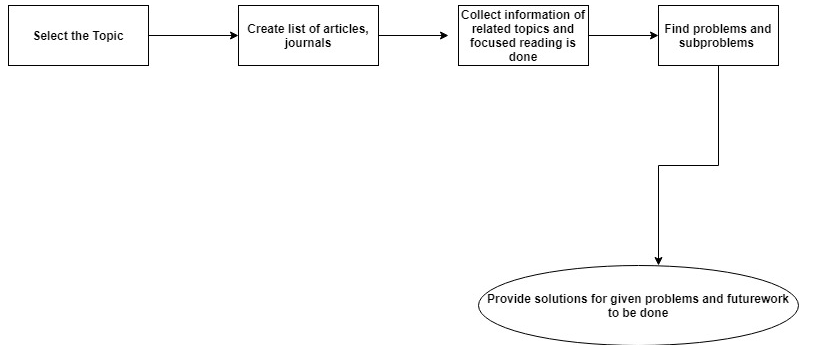 Select the Topic
Create list of articles,
journals
Collect information of
related topics and
focused reading is
done
Find problems and
subproblems
Provide solutions for given problems and futurework
to be done